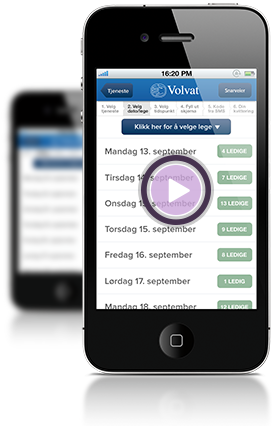 16:20 PM
Tjeneste Volvat Snarveier
1. Velg tjeneste 2. Velg dato/lege 3. Velg tidspunkt 4. Fyll ut skjema 5. Kode fra SMS 6. Din
Klikk her for å velge lege
Mandag 13. september 4 LEDIGE
Tirsdag 14. september 7 LEDIGE
Onsdag september 13 LEDIGE
Torsdag 15. september 9 LEDIGE
Fredag 16. september 8 LEDIGE
Lørdag 17. september 1 LEDIG
Mandag 18. september 12 LEDIGE